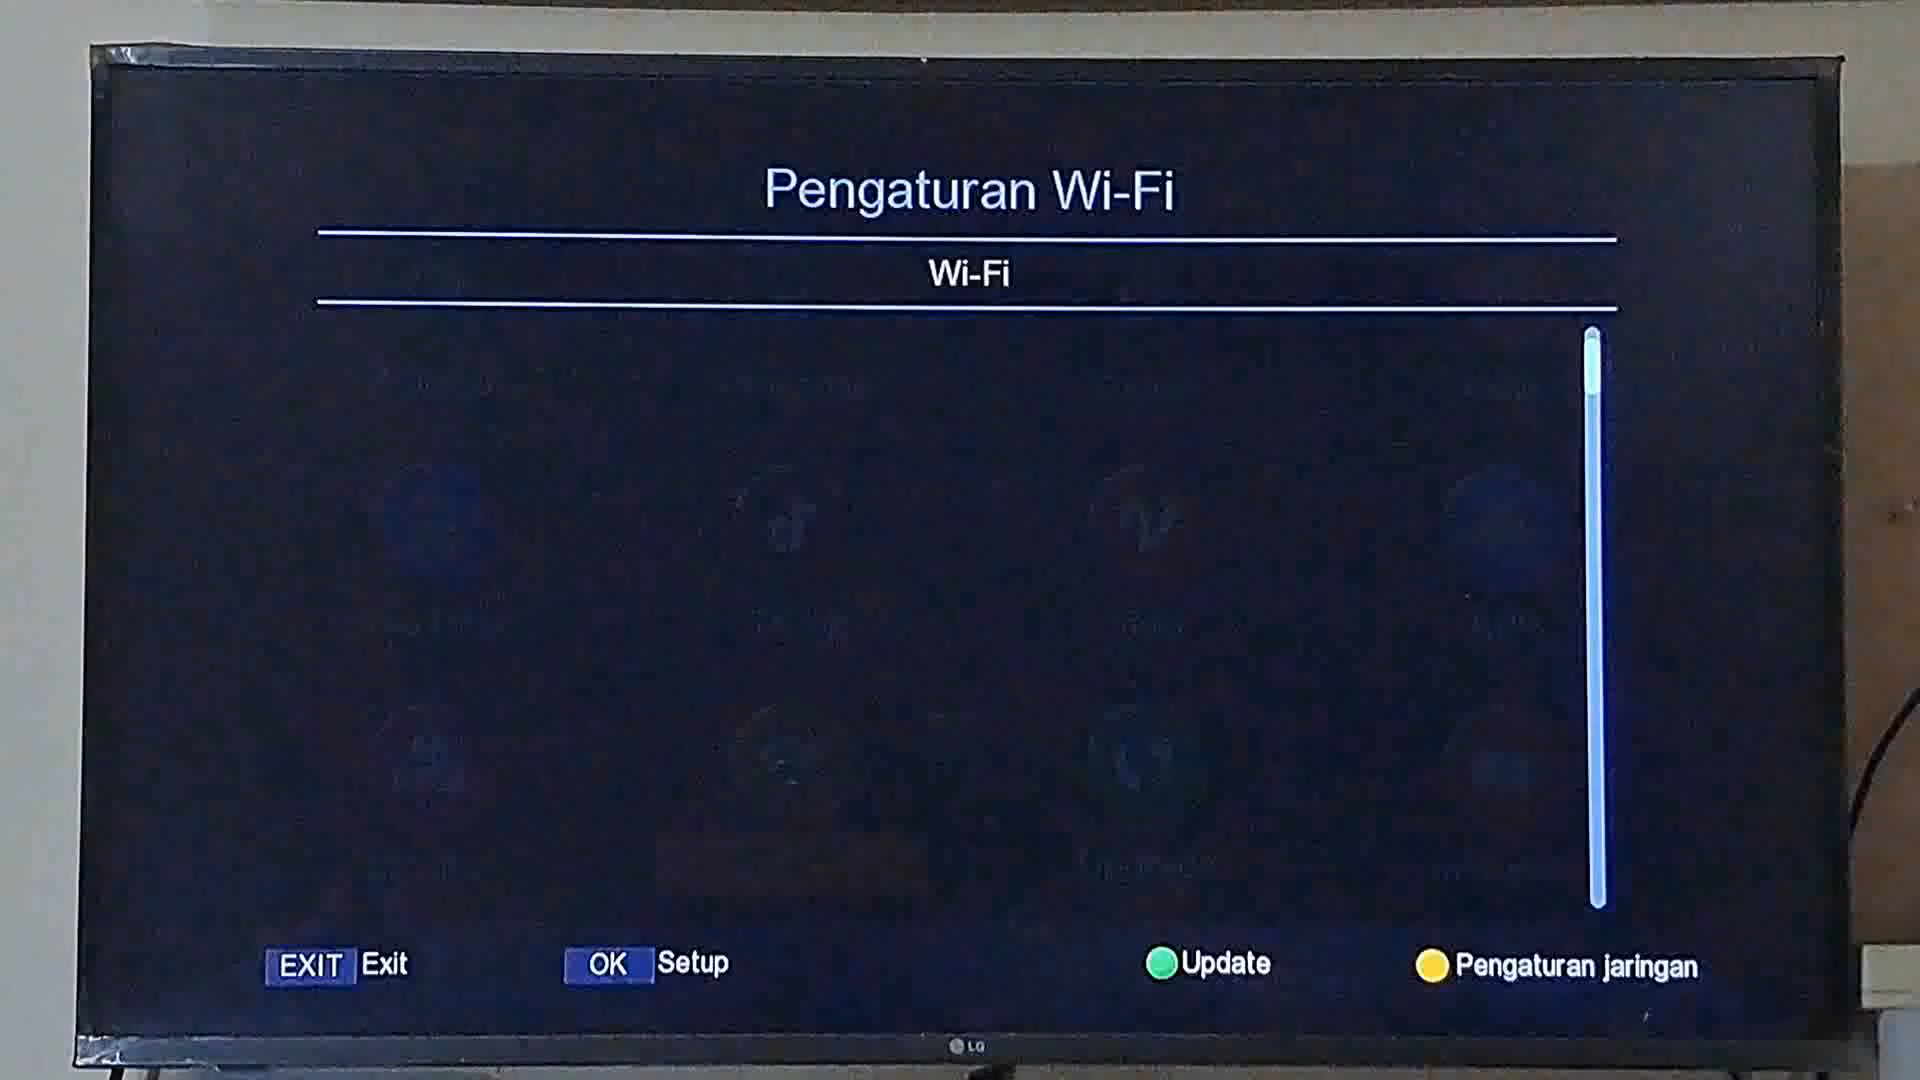 Pengaturan Wi-Fi
Wi-Fi
EXIT Exit
OK Setup
Update
Pengaturan jaringan
LG